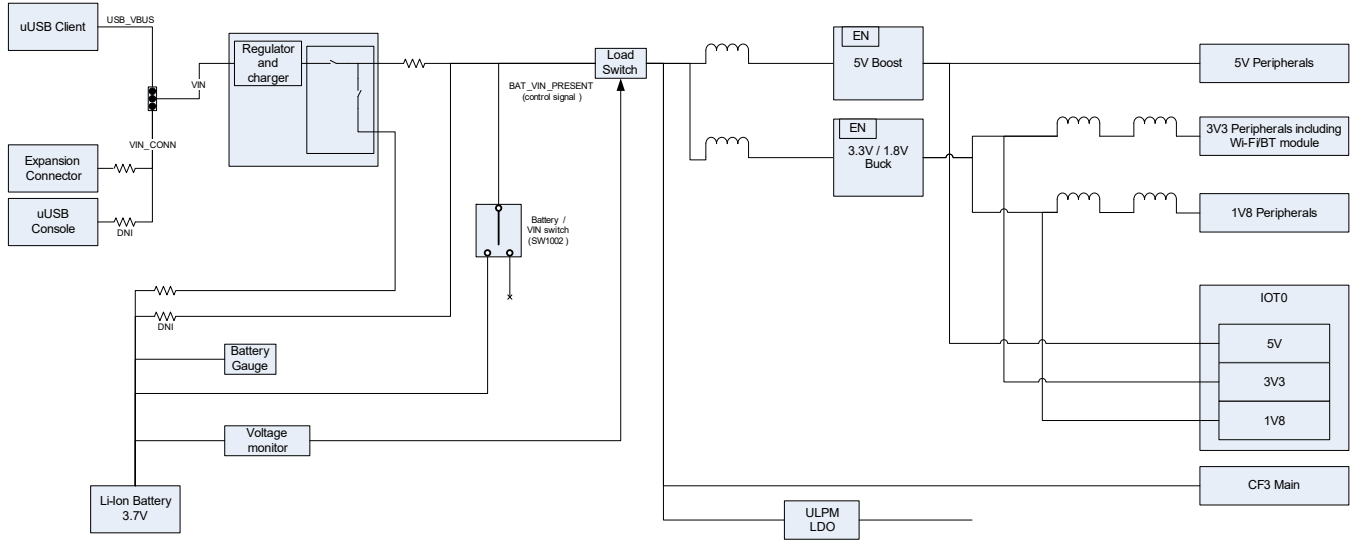 uUSB Client
USB_VBUS
Regulator
and
charger
VIN
VIN_CONN
Expansion
Connector
uUSB
Console
DNI
DNI
Battery
Gauge
Voltage
monitor
Li-Ion Battery
3.7V
Battery /
VIN switch
(SW1002 )
BAT_VIN_PRESENT
(control signal )
Load
Switch
EN
5V Boost
EN
3.3V / 1.8V
Buck
5V Peripherals
3V3 Peripherals including
Wi-Fi/BT module
1V8 Peripherals
IOT0
5V
3V3
1V8
CF3 Main
ULPM
LDO